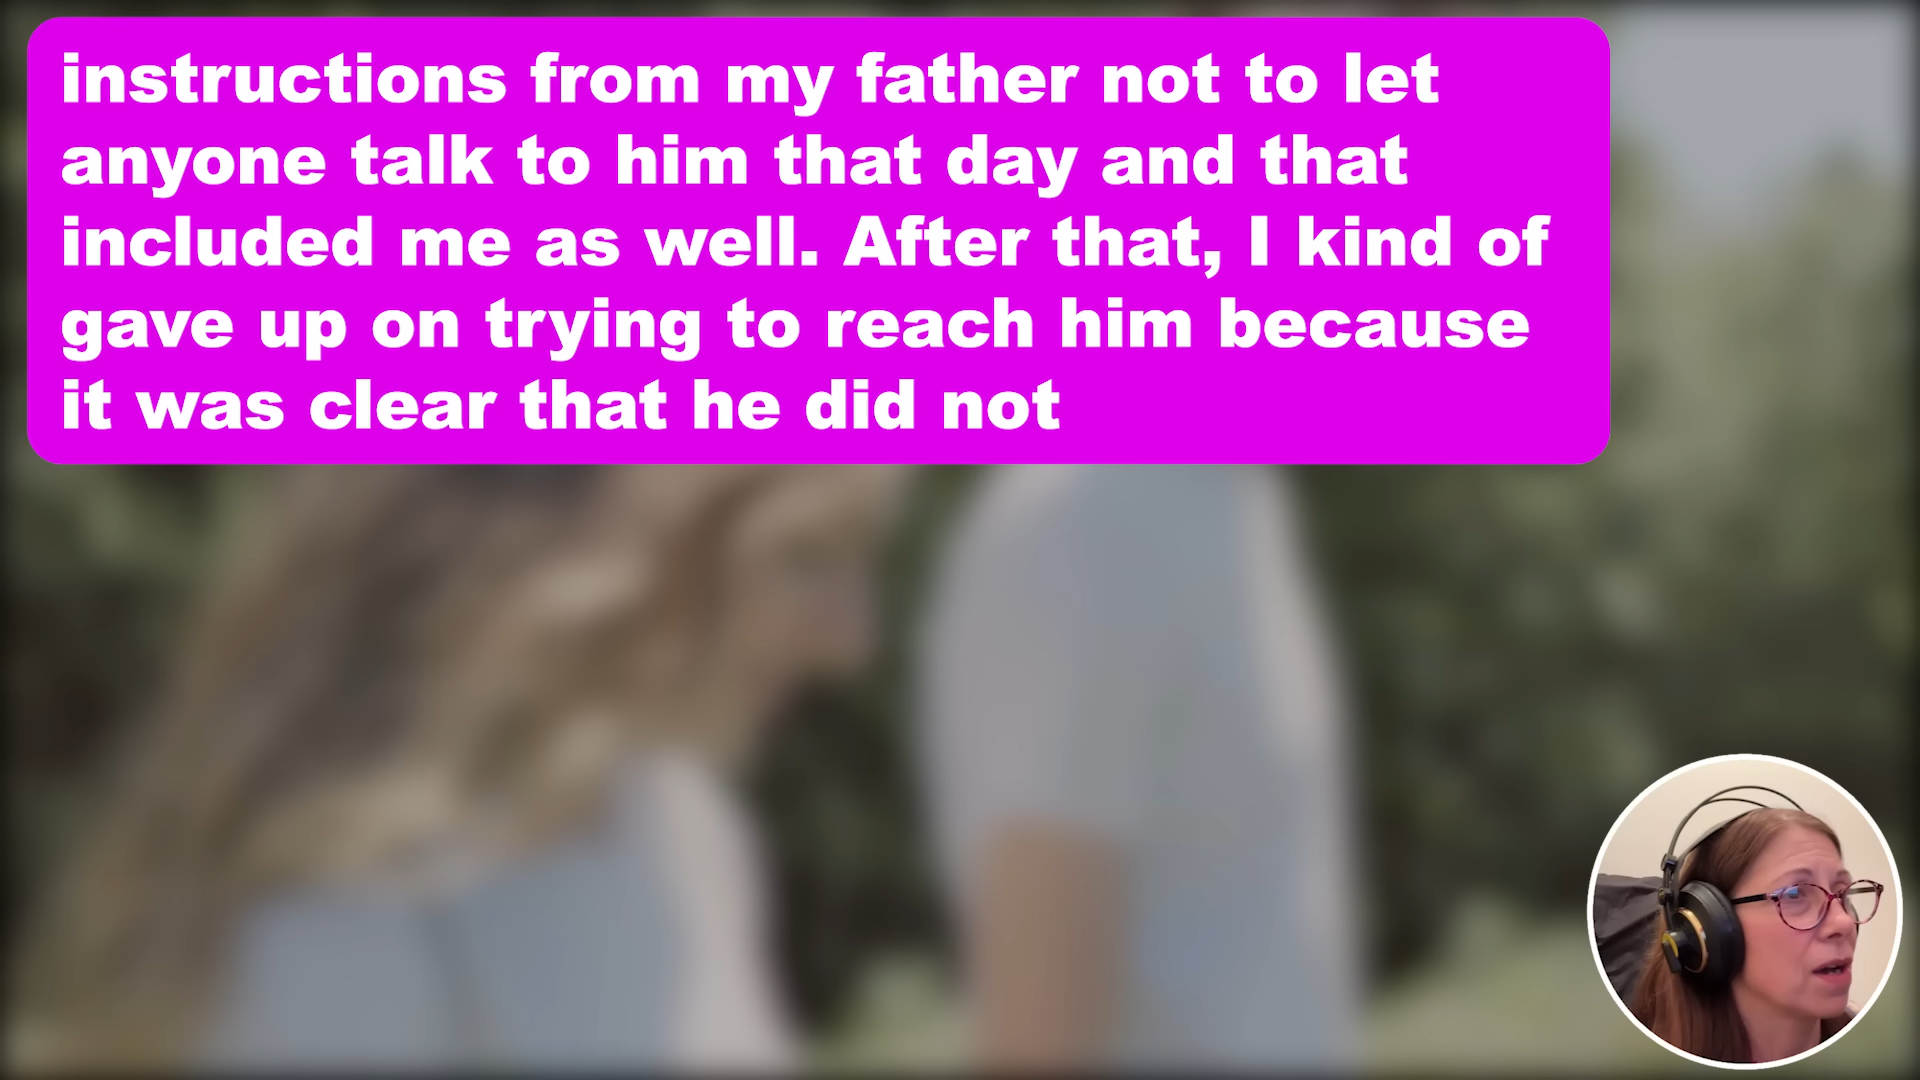 instructions from my father not to let
anyone talk to him that day and that
included me as well. After that, I kind of
gave up on trying to reach him because
it was clear that he did not